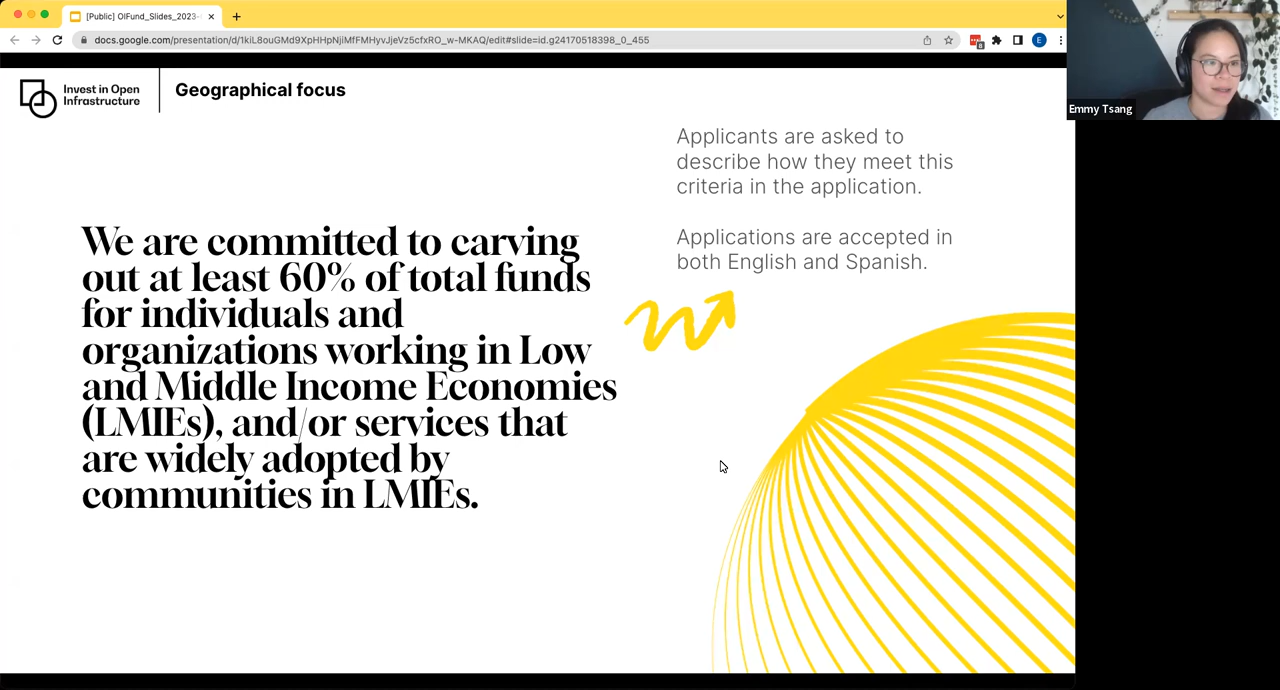 [Public] OIFund_Slides_2023-
docs.google.com/presentation/d/1kiL8ouGMd9XpHHpNjiMfFMHyvJjeVz5cfxRO_w-MKAQ/edit#slide=id.g24170518398_0_455
E
Emmy Tsang
Invest in Open
Infrastructure
Geographical focus
Applicants are asked to
describe how they meet this
criteria in the application.
Applications are accepted in
both English and Spanish.
We are committed to carving
out at least 60% of total funds
for individuals and
organizations working in Low
and Middle Income Economies
(LMIEs), and/or services that
are widely adopted by
communities in LMIEs.